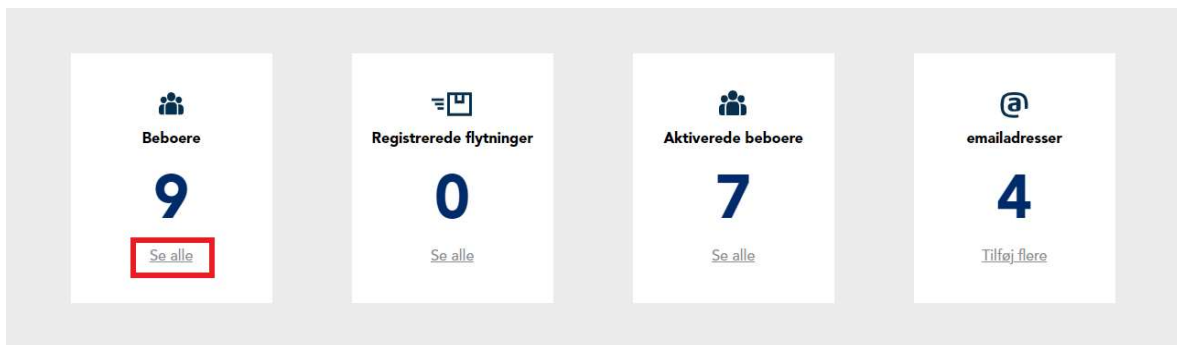 Beboere
9
Se alle
Registrerede flytninger
0
Se alle
Aktiverede beboere
7
Se alle
@
emailadresser
4
Tilføj flere